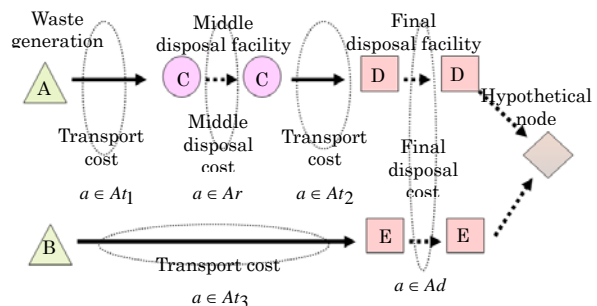 Waste
generation
Middle
disposal facility
Final
disposal facility
A
C
C
D
D
Hypothetical
node
Transport
cost
Middle
disposal
cost
Transport
cost
Final
disposal
cost
a ∈ At₁
a ∈ Ar
a ∈ At₂
B
E
E
Transport cost
a ∈ At₃
a ∈ Ad